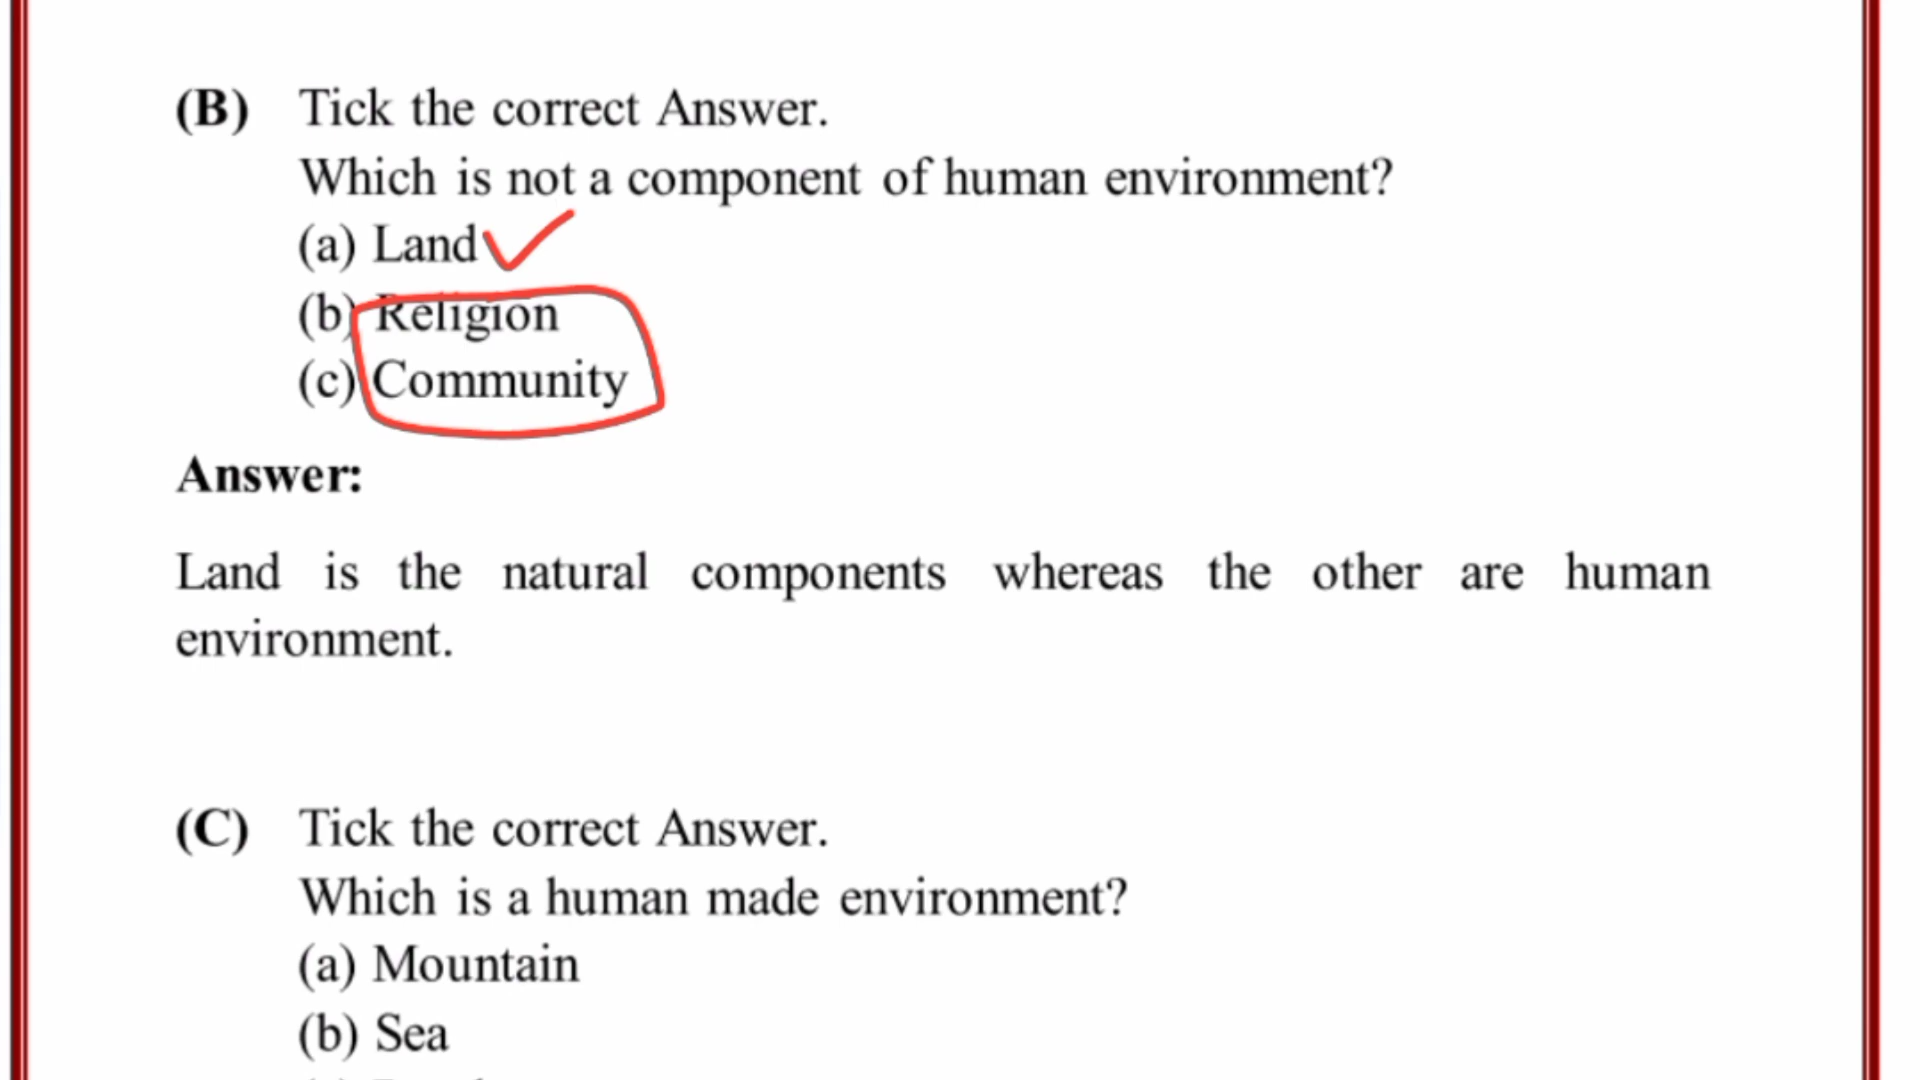 (B) Tick the correct Answer.
Which is not a component of human environment?
(a) Land
(b) Religion
(c) Community
Answer:
Land is the natural components whereas the other are human
environment.
(C) Tick the correct Answer.
Which is a human made environment?
(a) Mountain
(b) Sea